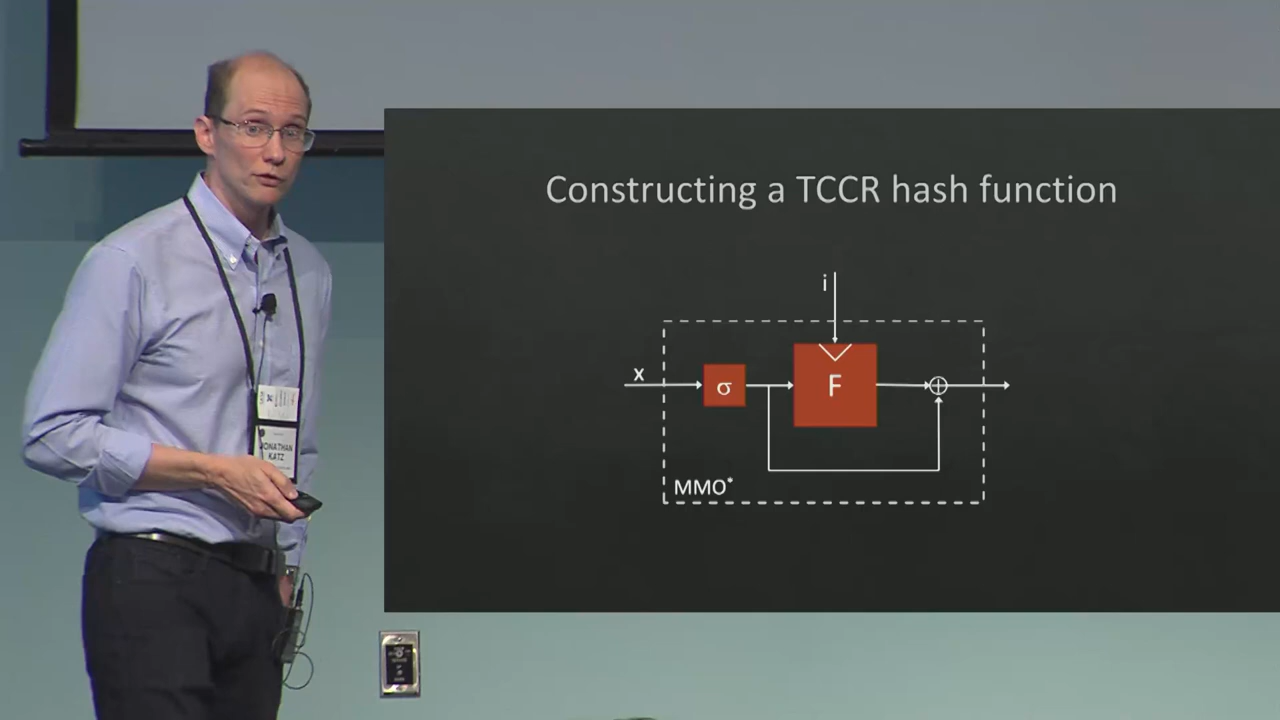 Constructing a TCCR hash function
i
x
σ
F
MMO*
JONATHAN
KATZ